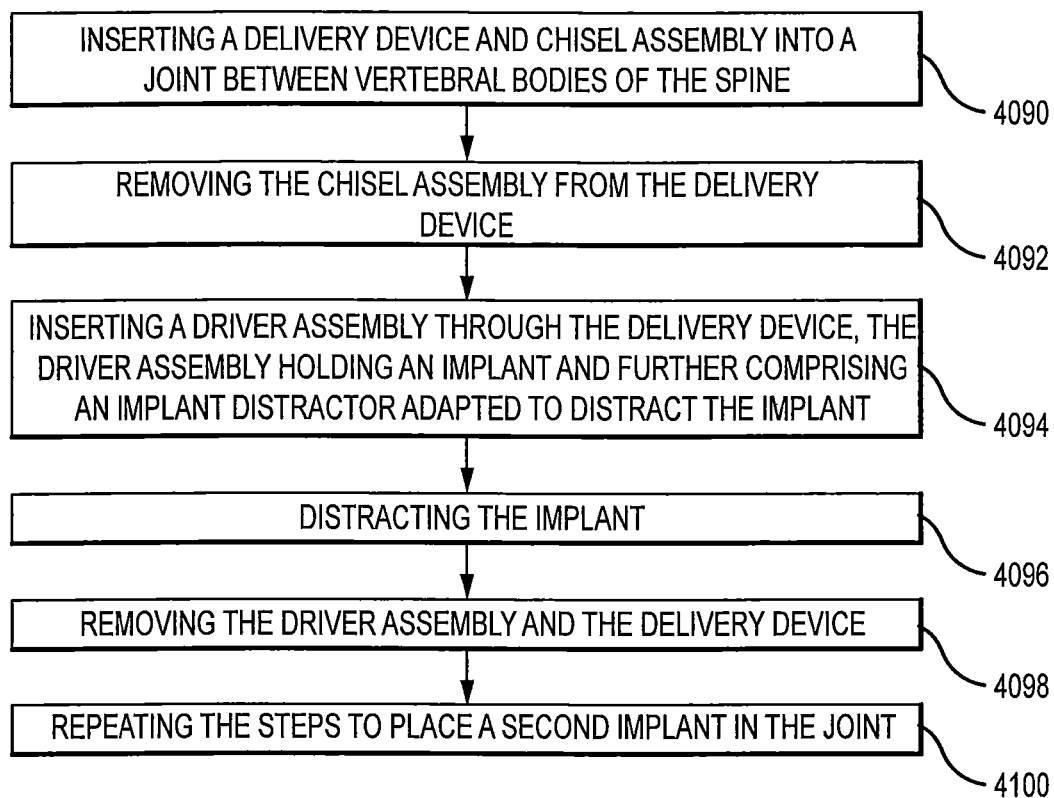 INSERTING A DELIVERY DEVICE AND CHISEL ASSEMBLY INTO A
JOINT BETWEEN VERTEBRAL BODIES OF THE SPINE
4090
REMOVING THE CHISEL ASSEMBLY FROM THE DELIVERY
DEVICE
4092
INSERTING A DRIVER ASSEMBLY THROUGH THE DELIVERY DEVICE, THE
DRIVER ASSEMBLY HOLDING AN IMPLANT AND FURTHER COMPRISING
AN IMPLANT DISTRACTOR ADAPTED TO DISTRACT THE IMPLANT
4094
DISTRACTING THE IMPLANT
4096
REMOVING THE DRIVER ASSEMBLY AND THE DELIVERY DEVICE
4098
REPEATING THE STEPS TO PLACE A SECOND IMPLANT IN THE JOINT
4100